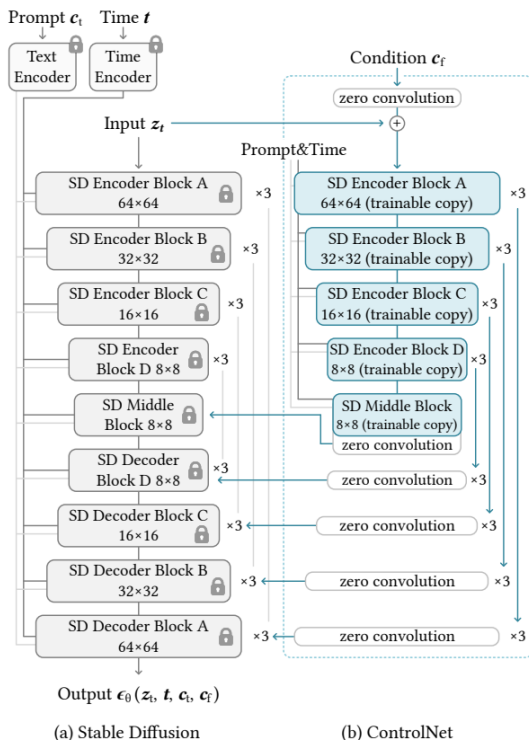 Prompt cₜ
Time t
Text
Encoder
Time
Encoder
Input zₜ
SD Encoder Block A
64×64
×3
SD Encoder Block B
32×32
×3
SD Encoder Block C
16×16
×3
SD Encoder
Block D 8×8
×3
SD Middle
Block 8×8
SD Decoder
Block D 8×8
×3
SD Decoder Block C
16×16
×3
SD Decoder Block B
32×32
×3
SD Decoder Block A
64×64
×3
Output ϵθ(zₜ, t, cₜ, c_f)
(a) Stable Diffusion
Condition c_f
zero convolution
+
Prompt&Time
SD Encoder Block A
64×64 (trainable copy)
×3
SD Encoder Block B
32×32 (trainable copy)
×3
SD Encoder Block C
16×16 (trainable copy)
×3
SD Encoder Block D
8×8 (trainable copy)
×3
SD Middle Block
8×8 (trainable copy)
zero convolution
zero convolution
×3
zero convolution
×3
zero convolution
×3
zero convolution
×3
(b) ControlNet